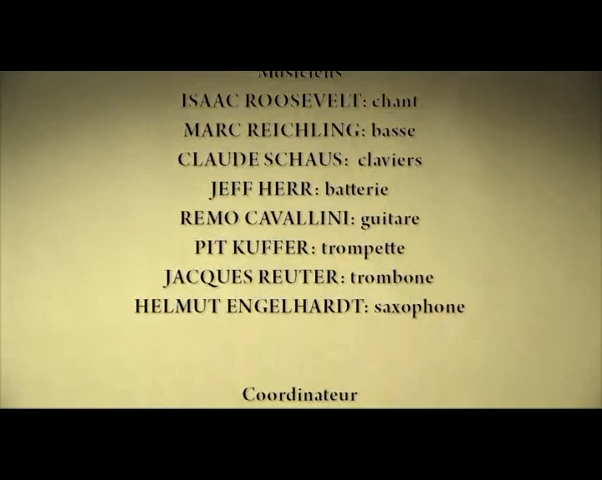 Musiciens
ISAAC ROOSEVELT: chant
MARC REICHLING: basse
CLAUDE SCHAUS: claviers
JEFF HERR: batterie
REMO CAVALLINI: guitare
PIT KUFFER: trompette
JACQUES REUTER: trombone
HELMUT ENGELHARDT: saxophone
Coordinateur